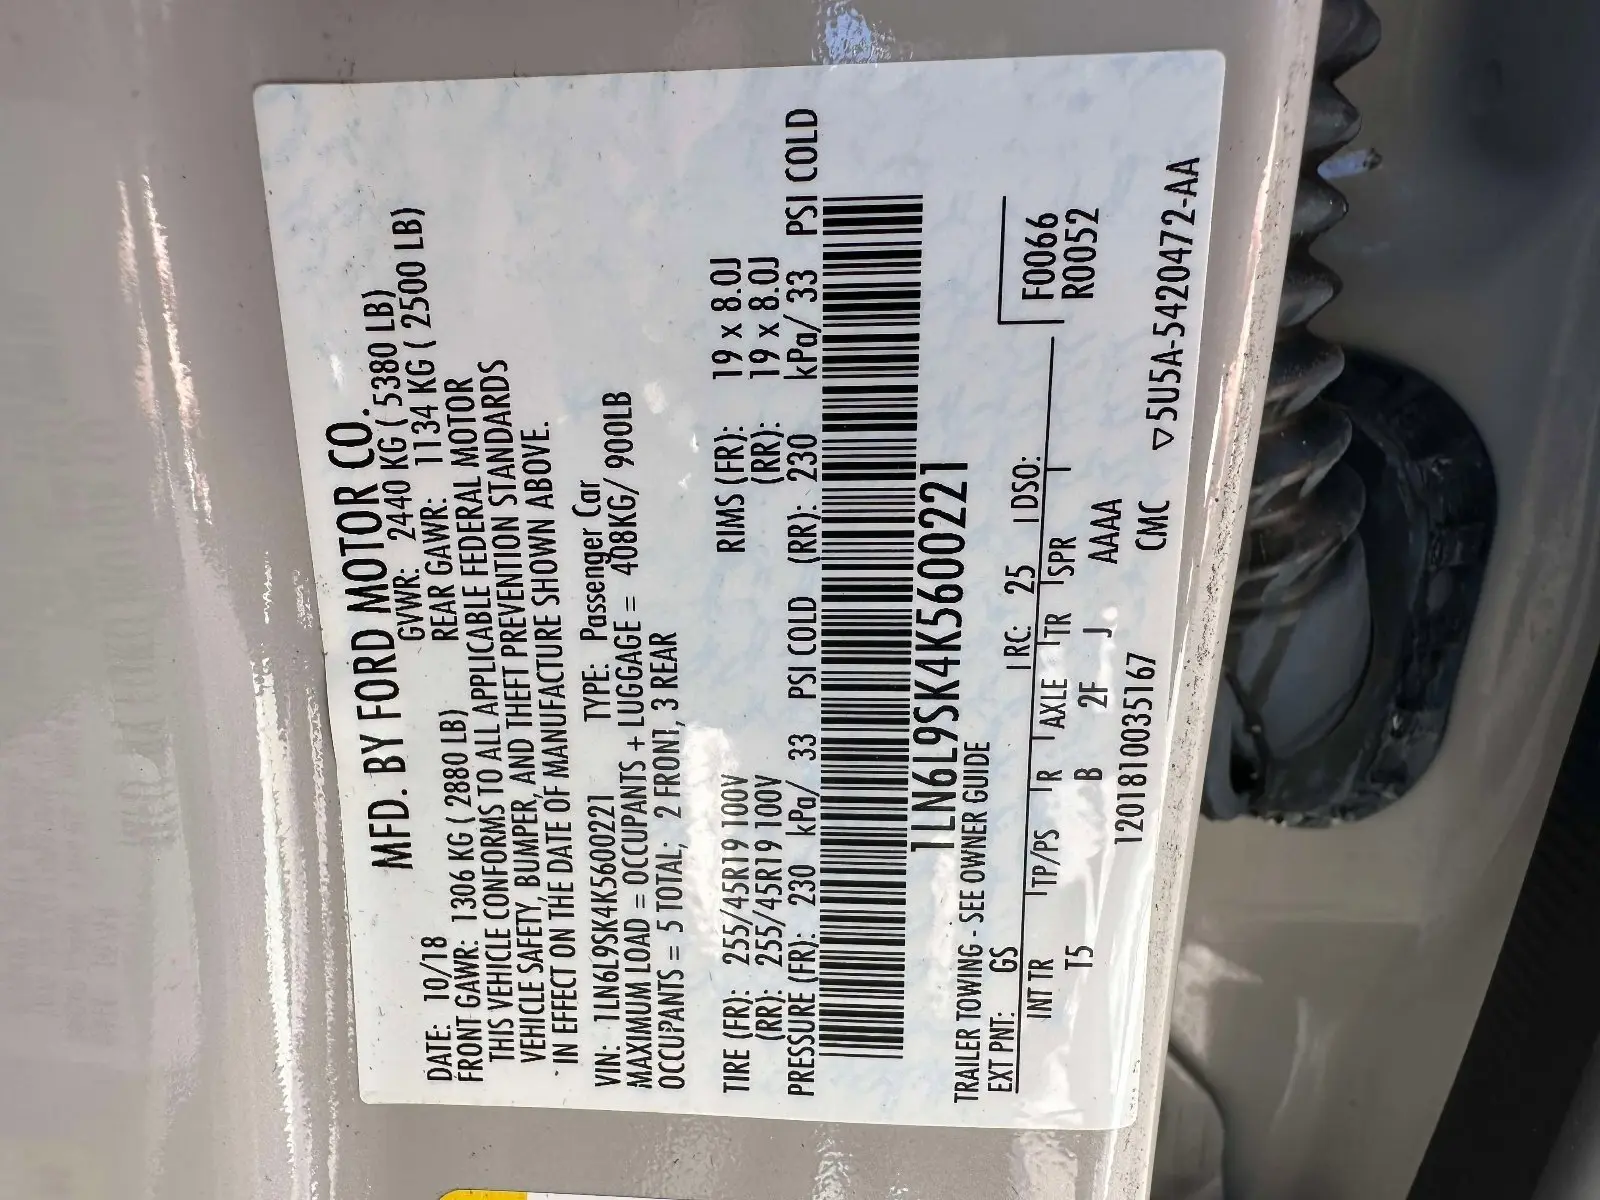 MFD. BY FORD MOTOR CO.
DATE: 10/18 GVWR: 2440 KG ( 5380 LB)
FRONT GAWR: 1306 KG ( 2880 LB) REAR GAWR: 1134 KG ( 2500 LB)
THIS VEHICLE CONFORMS TO ALL APPLICABLE FEDERAL MOTOR
VEHICLE SAFETY, BUMPER, AND THEFT PREVENTION STANDARDS
IN EFFECT ON THE DATE OF MANUFACTURE SHOWN ABOVE.
VIN: 1LN6L9SK4K5600221 TYPE: Passenger Car
MAXIMUM LOAD = OCCUPANTS + LUGGAGE = 408KG/ 900LB
OCCUPANTS = 5 TOTAL; 2 FRONT, 3 REAR
TIRE (FR): 255/45R19 100V RIMS (FR): 19 x 8.0J
(RR): 255/45R19 100V (RR): 19 x 8.0J
PRESSURE (FR): 230 kPa/ 33 PSI COLD (RR): 230 kPa/ 33 PSI COLD
1LN6L9SK4K5600221
TRAILER TOWING - SEE OWNER GUIDE
EXT PNT: GS RC: 25 DSO: F0066
R0052
INT TR TP/PS R AXLE TR SPR
T5 B 2F J AAAA
1201810035167 CMC ▽5U5A-5420472-AA